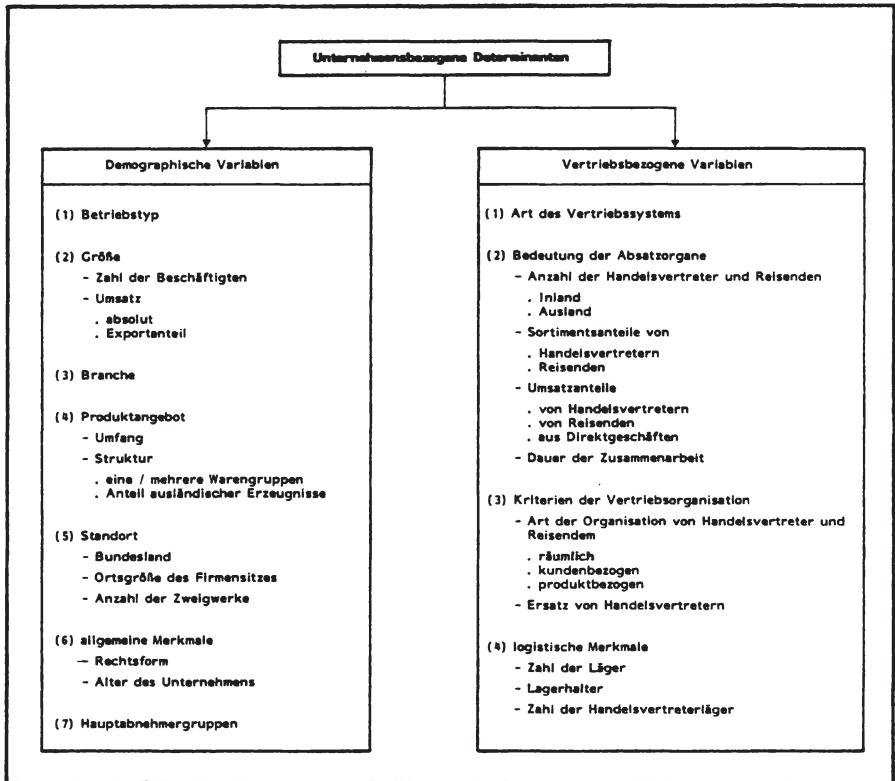 Unternehmensbezogene Determinanten
Demographische Variablen
(1) Betriebstyp
(2) Größe
- Zahl der Beschäftigten
- Umsatz
. absolut
. Exportanteil
(3) Branche
(4) Produktangebot
- Umfang
- Struktur
. eine / mehrere Warengruppen
. Anteil ausländischer Erzeugnisse
(5) Standort
- Bundesland
- Ortsgröße des Firmensitzes
- Anzahl der Zweigwerke
(6) allgemeine Merkmale
- Rechtsform
- Alter des Unternehmens
(7) Hauptabnehmergruppen
Vertriebsbezogene Variablen
(1) Art des Vertriebssystems
(2) Bedeutung der Absatzorgane
- Anzahl der Handelsvertreter und Reisenden
. Inland
. Ausland
- Sortimentsanteile von
. Handelsvertretern
. Reisenden
- Umsatzanteile
. von Handelsvertretern
. von Reisenden
. aus Direktgeschäften
- Dauer der Zusammenarbeit
(3) Kriterien der Vertriebsorganisation
- Art der Organisation von Handelsvertreter und
Reisendem
. räumlich
. kundenbezogen
. produktbezogen
- Ersatz von Handelsvertretern
(4) logistische Merkmale
- Zahl der Läger
- Lagerhalter
- Zahl der Handelsvertreterläger